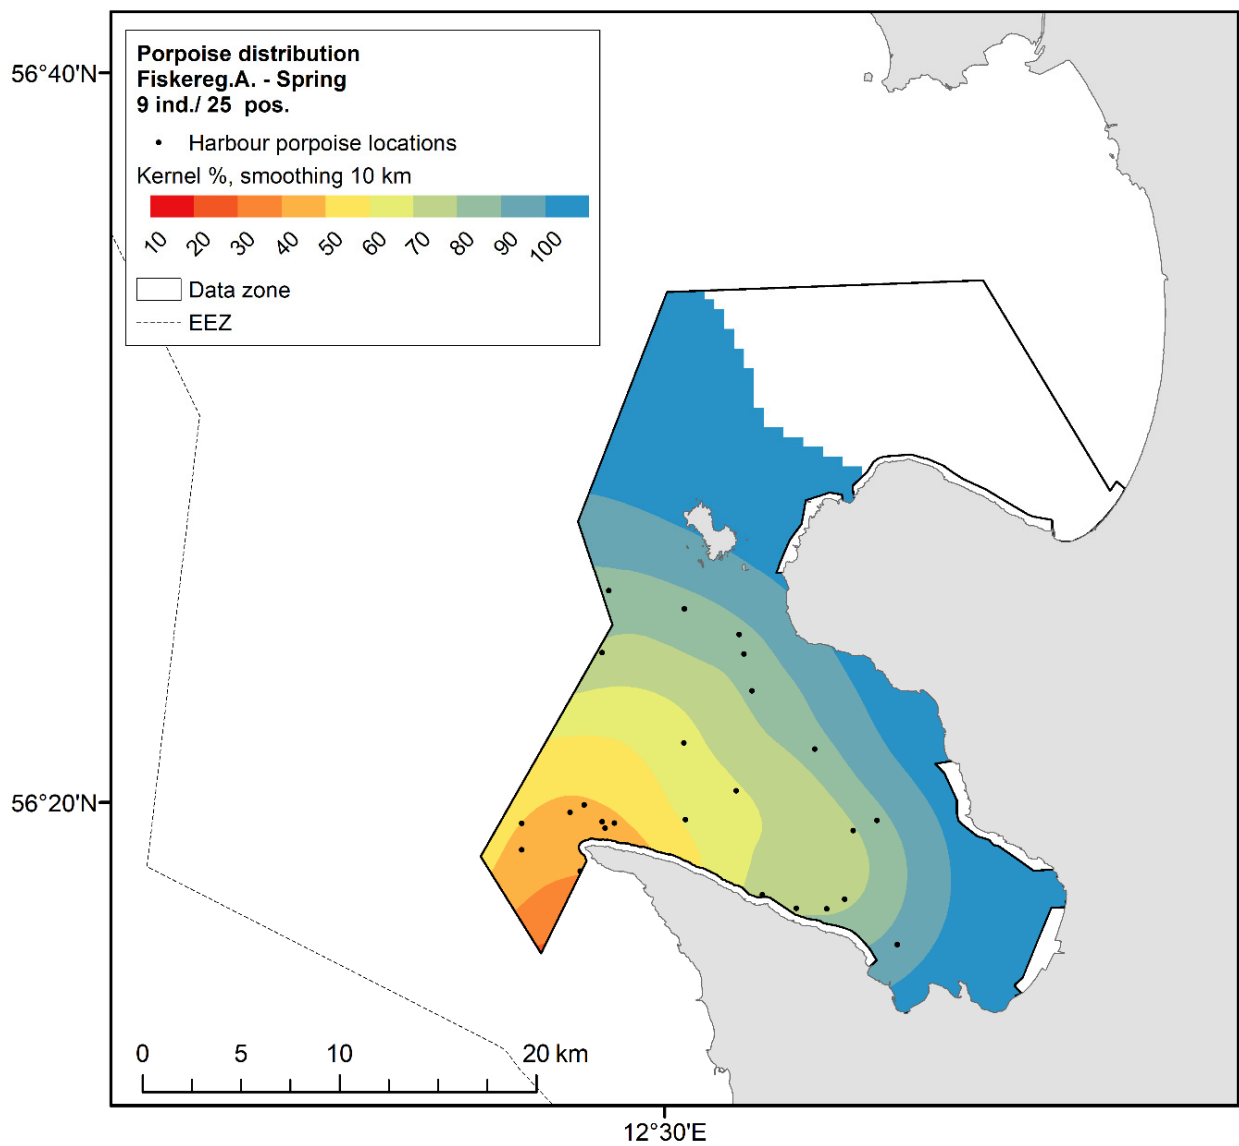 Porpoise distribution
Fiskereg.A. - Spring
9 ind./ 25 pos.
Harbour porpoise locations
Kernel %, smoothing 10 km
10 20 30 40 50 60 70 80 90 100
Data zone
EEZ
56°40'N
56°20'N
0 5 10 20 km
12°30'E